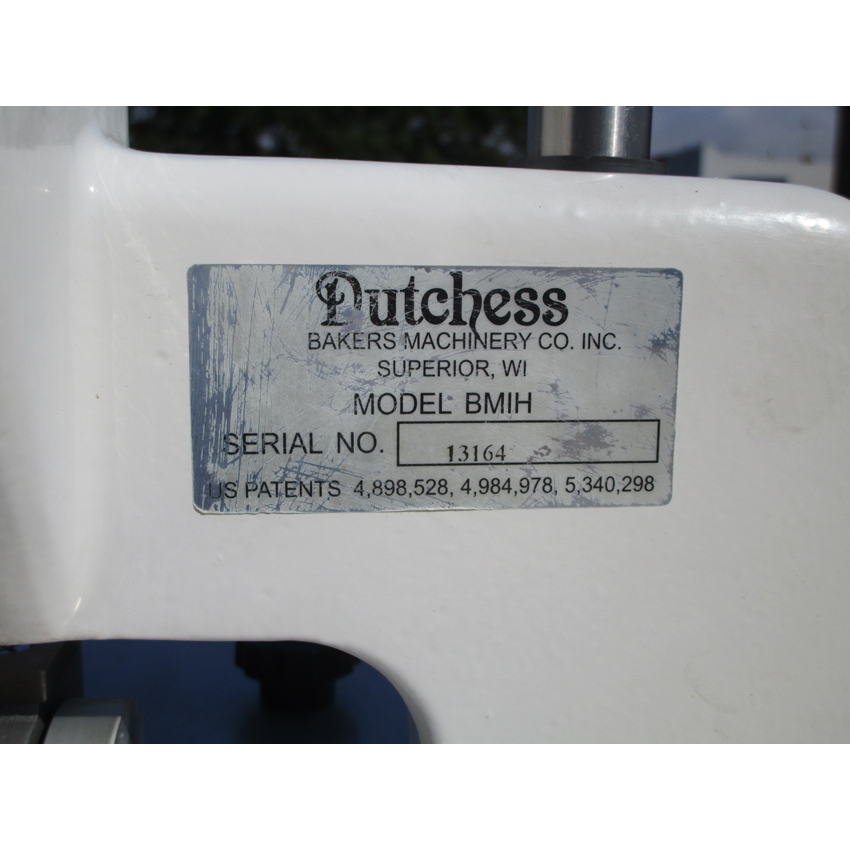 Dutchess
BAKERS MACHINERY CO. INC.
SUPERIOR, WI
MODEL BMIH
SERIAL NO. 13164
US PATENTS 4,898,528, 4,984,978, 5,340,298